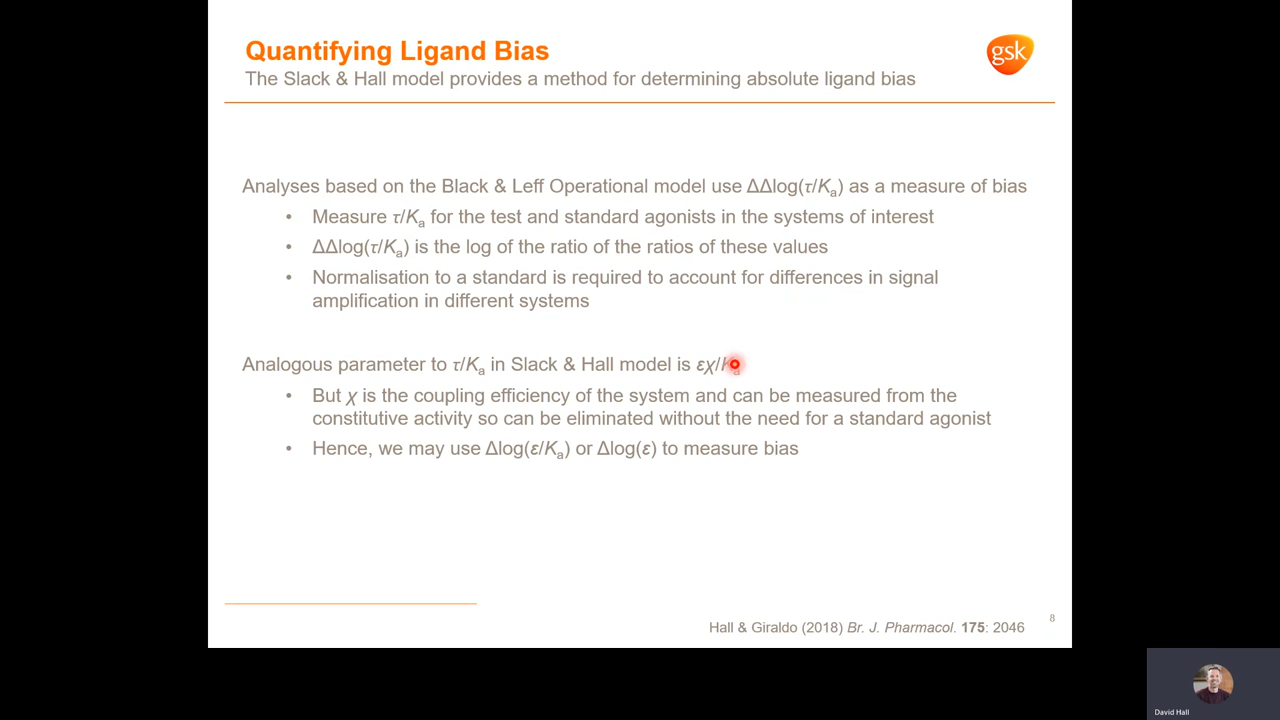 Quantifying Ligand Bias
gsk
The Slack & Hall model provides a method for determining absolute ligand bias
Analyses based on the Black & Leff Operational model use ΔΔlog(τ/Kₐ) as a measure of bias
• Measure τ/Kₐ for the test and standard agonists in the systems of interest
• ΔΔlog(τ/Kₐ) is the log of the ratio of the ratios of these values
• Normalisation to a standard is required to account for differences in signal
amplification in different systems
Analogous parameter to τ/Kₐ in Slack & Hall model is εχ/Kₐ
• But χ is the coupling efficiency of the system and can be measured from the
constitutive activity so can be eliminated without the need for a standard agonist
• Hence, we may use Δlog(ε/Kₐ) or Δlog(ε) to measure bias
8
Hall & Giraldo (2018) Br. J. Pharmacol. 175: 2046
David Hall